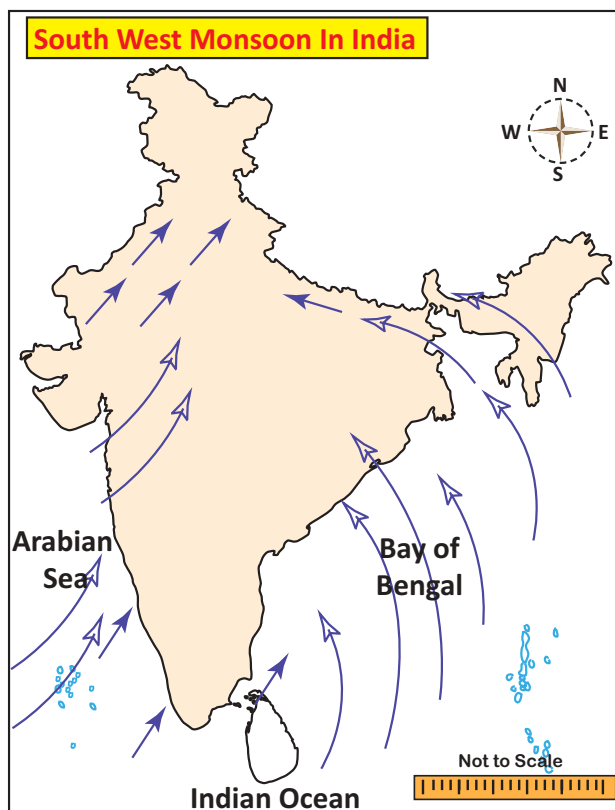 South West Monsoon In India
N
W E
S
Arabian
Sea
Bay of
Bengal
Not to Scale
Indian Ocean